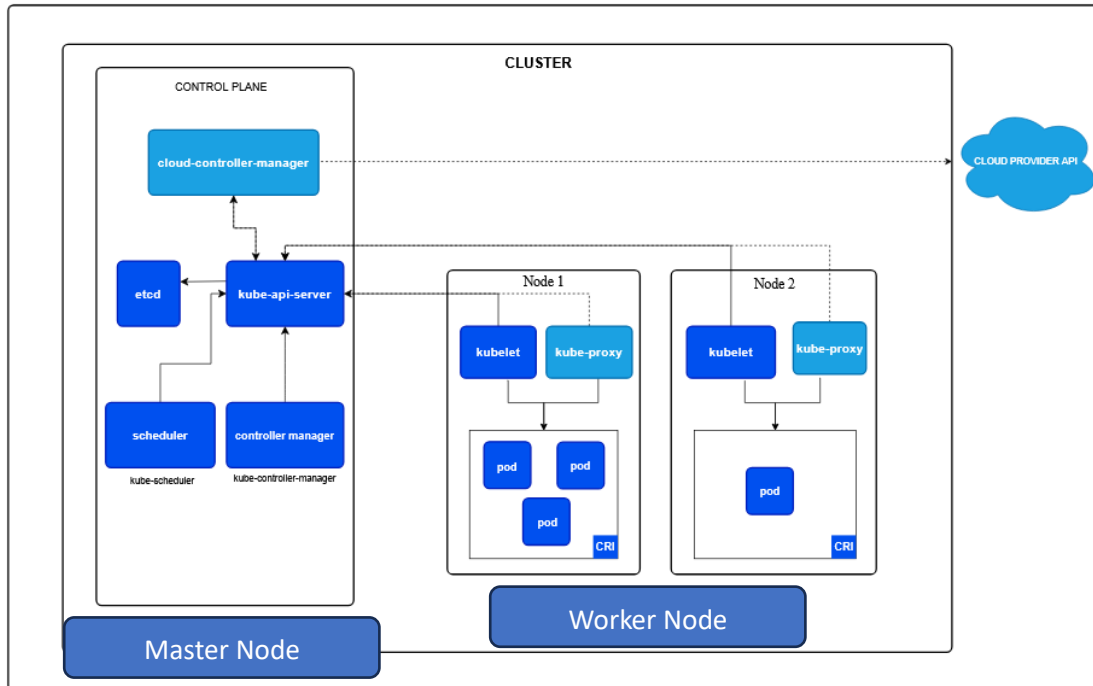 CLUSTER
CONTROL PLANE
cloud-controller-manager
CLOUD PROVIDER API
etcd
kube-api-server
scheduler
kube-scheduler
controller manager
kube-controller-manager
Node 1
kubelet
kube-proxy
pod
pod
pod
CRI
Node 2
kubelet
kube-proxy
pod
CRI
Master Node
Worker Node